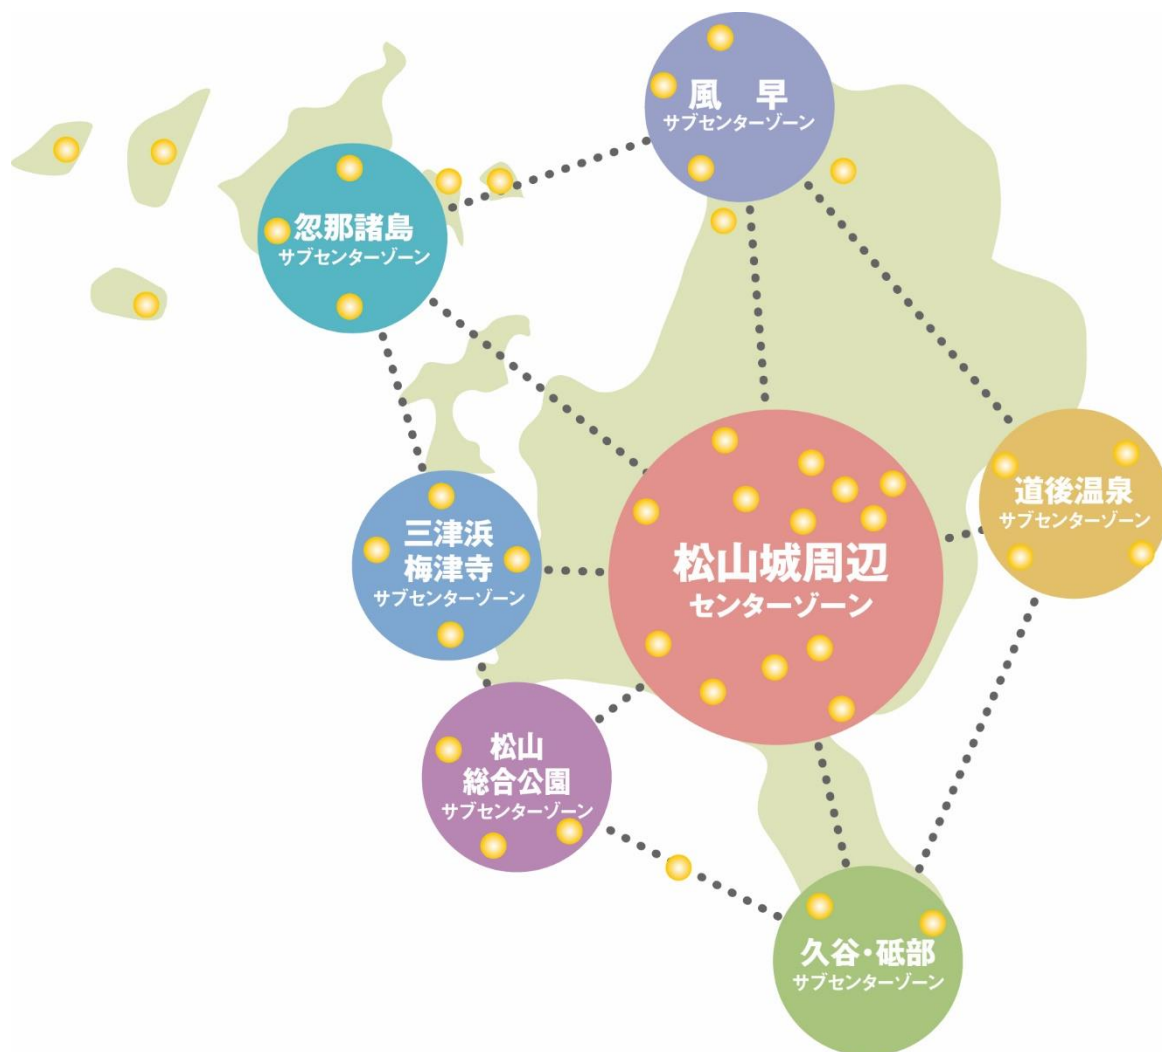 風 早
サブセンターゾーン
忽那諸島
サブセンターゾーン
道後温泉
サブセンターゾーン
三津浜
梅津寺
サブセンターゾーン
松山城周辺
センターゾーン
松山
総合公園
サブセンターゾーン
久谷・砥部
サブセンターゾーン